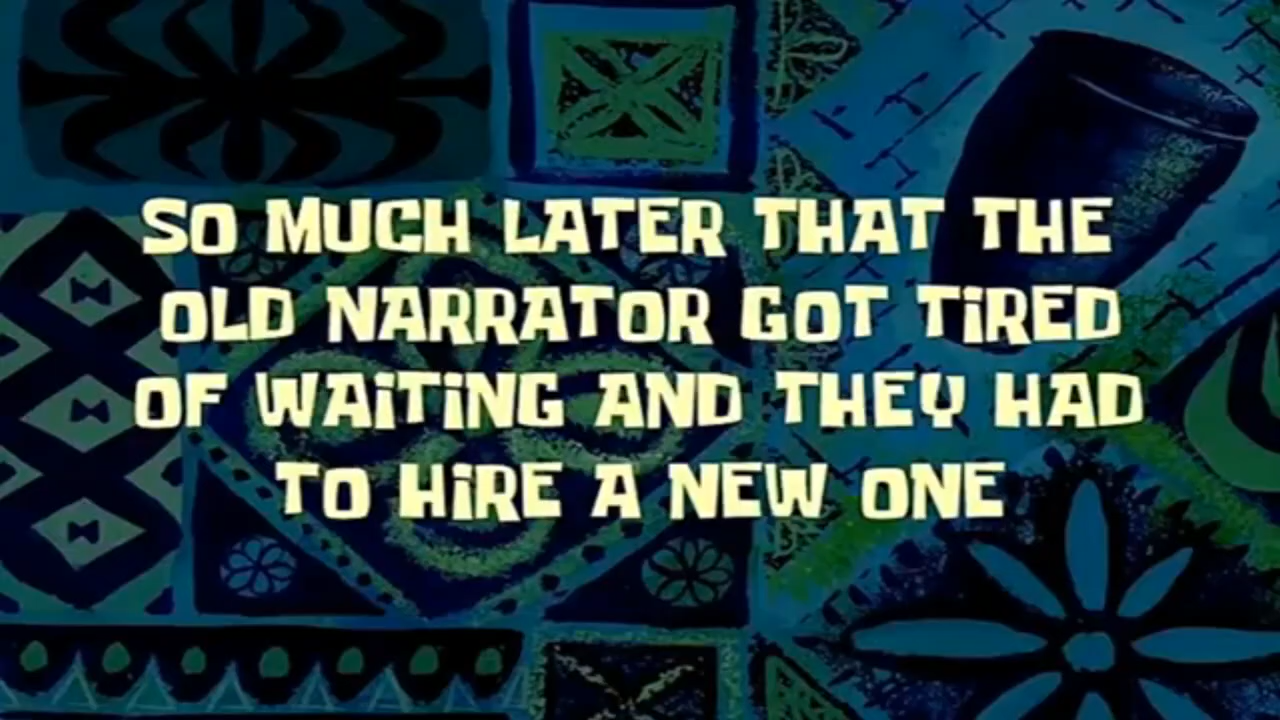 SO MUCH LATER THAT THE
OLD NARRATOR GOT TiRED
OF WAiTiNG AND THEY HAD
TO HiRE A NEW ONE